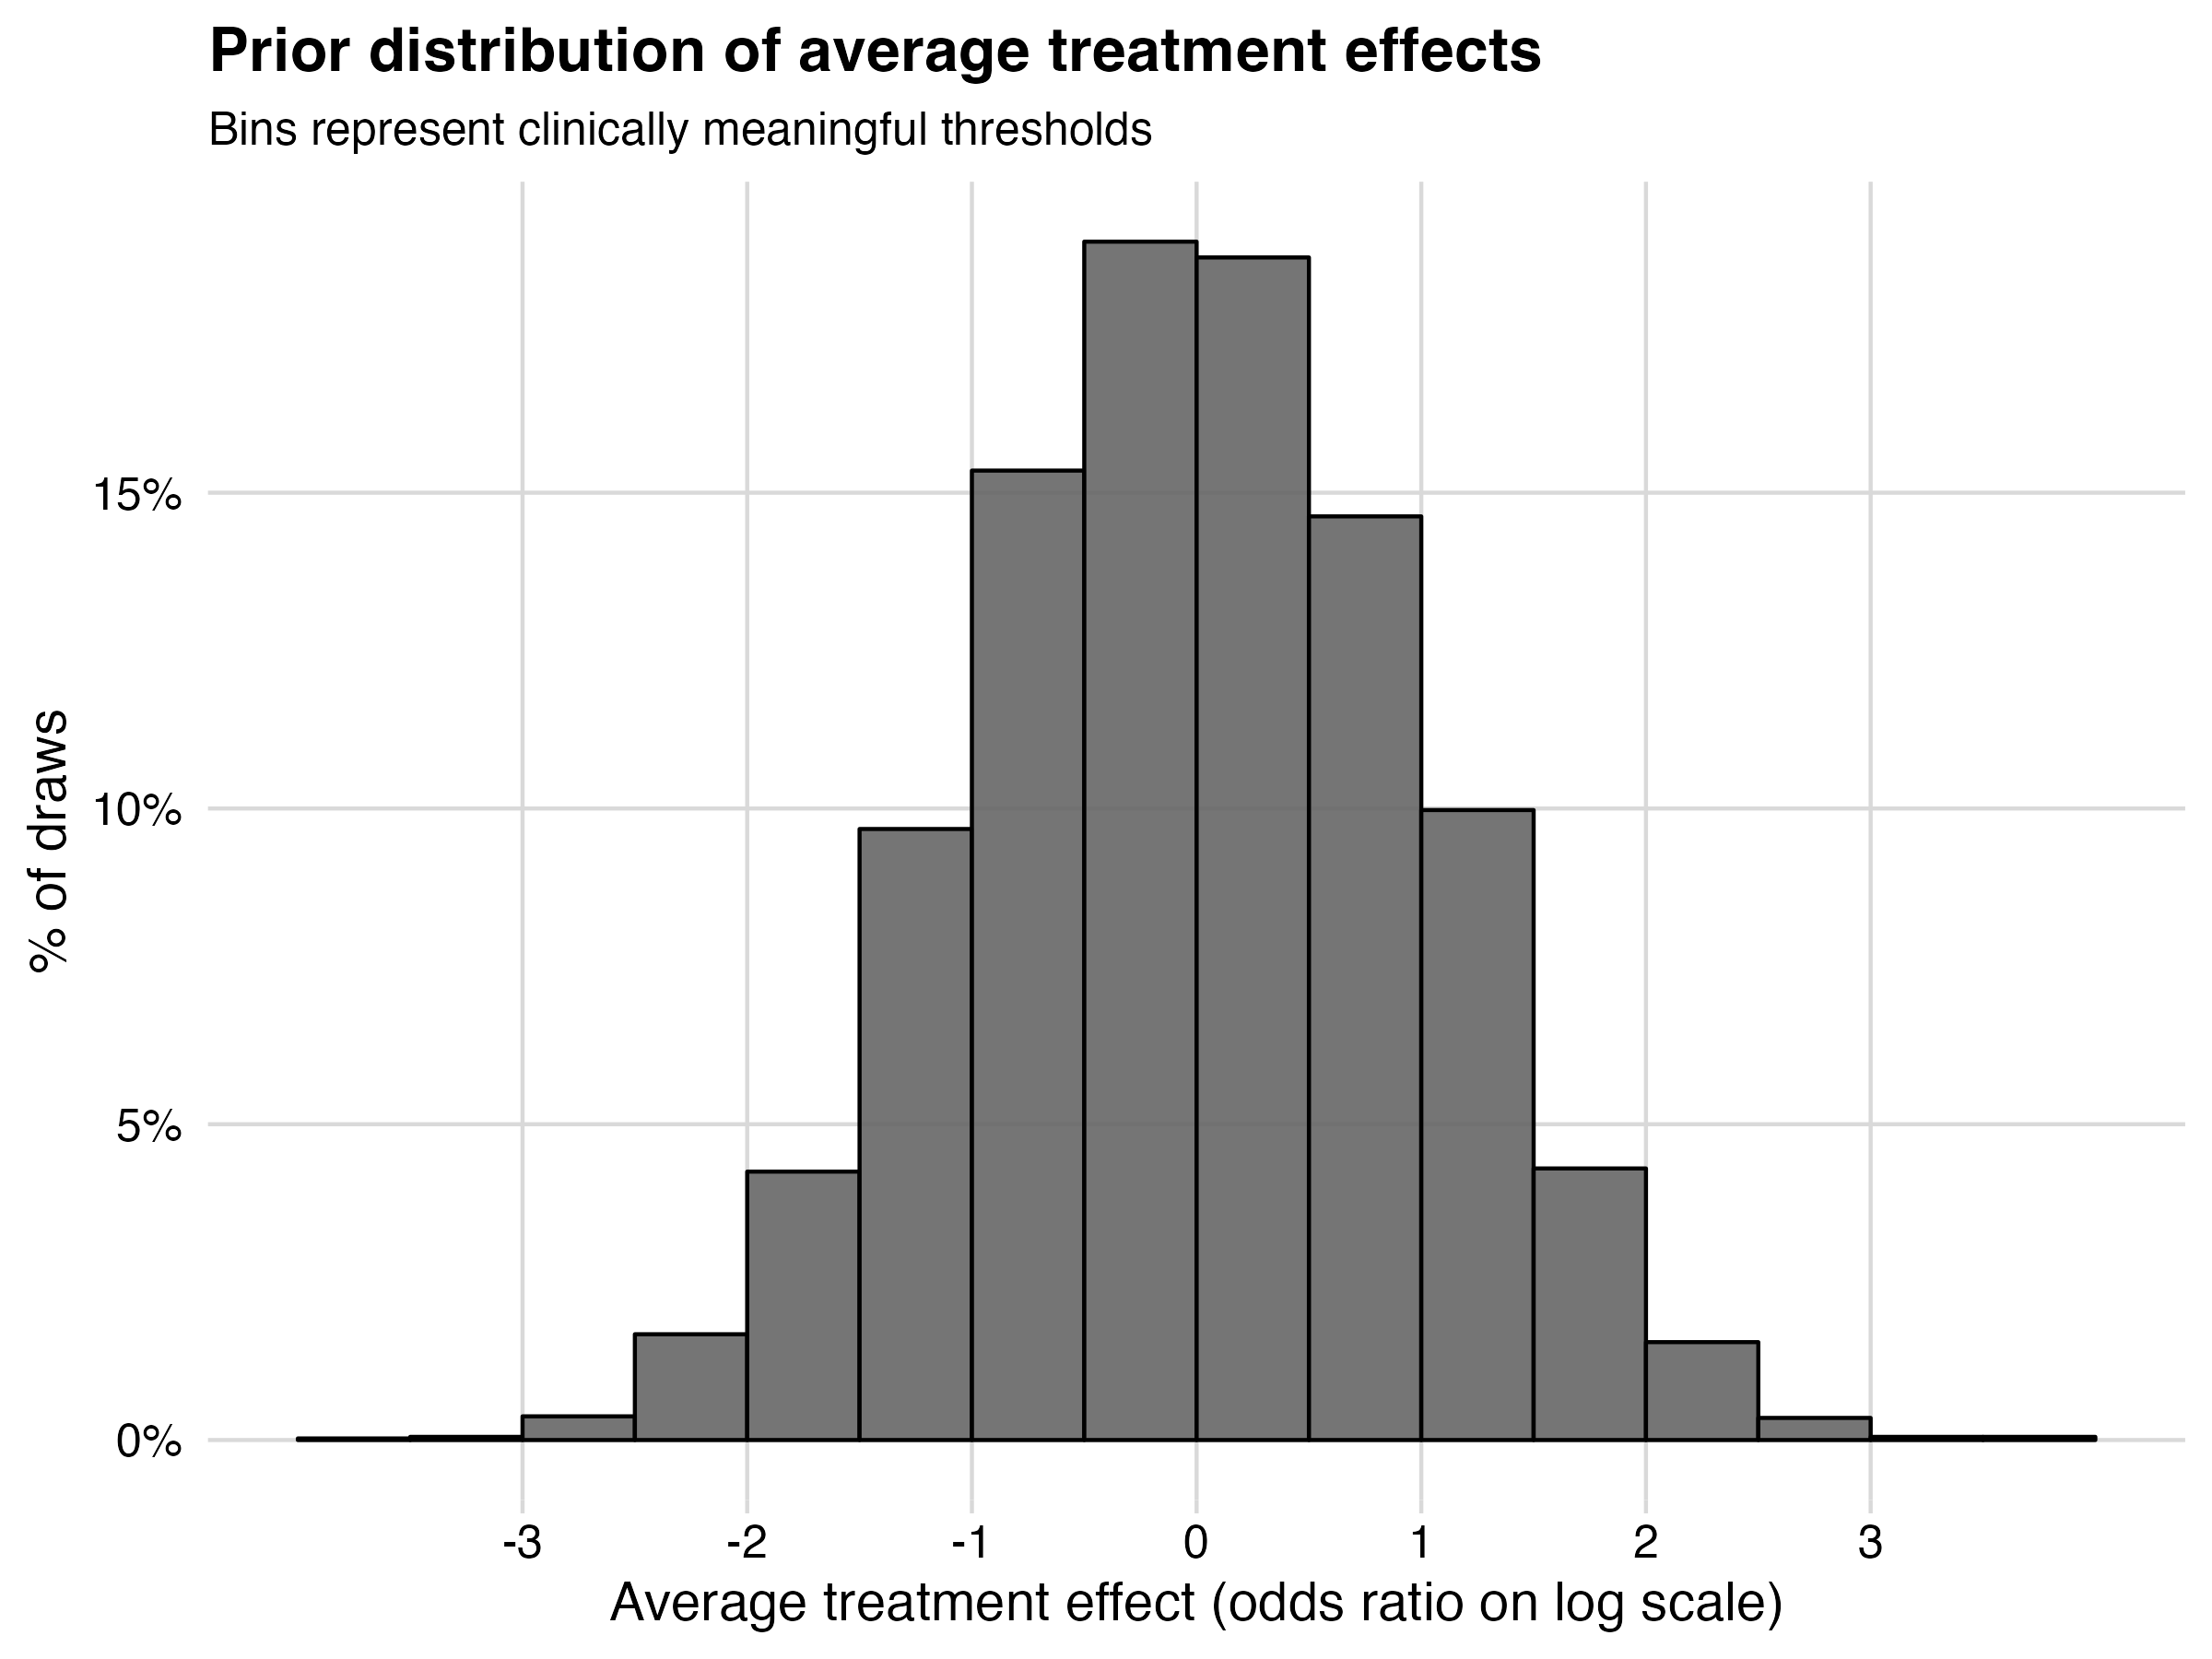 Prior distribution of average treatment effects
Bins represent clinically meaningful thresholds
% of draws
15%
10%
5%
0%
-3 -2 -1 0 1 2 3
Average treatment effect (odds ratio on log scale)